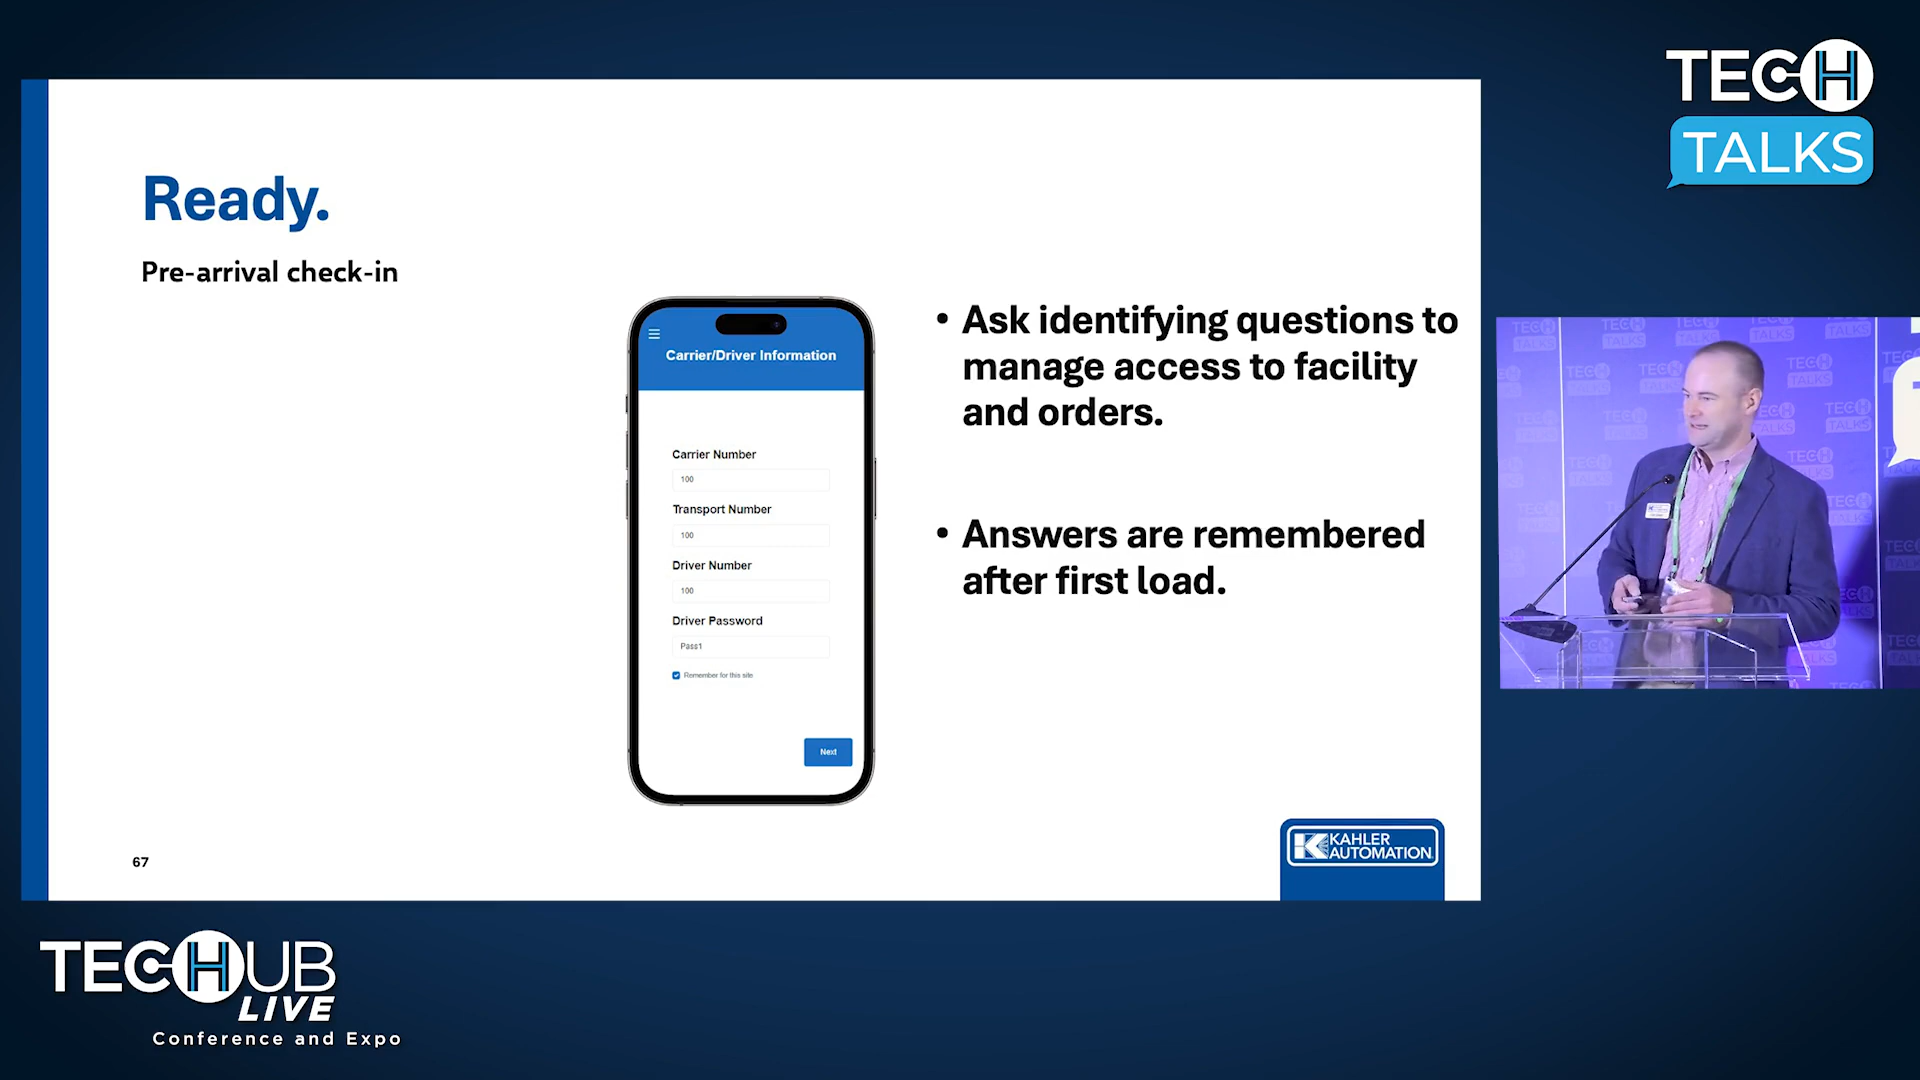 TECH
TALKS
Ready.
Pre-arrival check-in
Carrier/Driver Information
Carrier Number
100
Transport Number
100
Driver Number
100
Driver Password
Pass1
Remember for this site
Next
• Ask identifying questions to
manage access to facility
and orders.
• Answers are remembered
after first load.
67
KAHLER
AUTOMATION
TECHUB
LIVE
Conference and Expo
TECH
TALKS